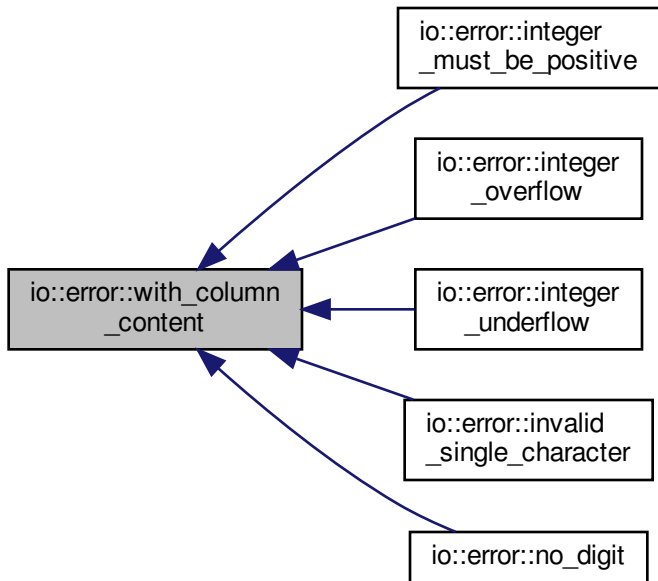 io::error::integer
_must_be_positive
io::error::integer
_overflow
io::error::with_column
_content
io::error::integer
_underflow
io::error::invalid
_single_character
io::error::no_digit